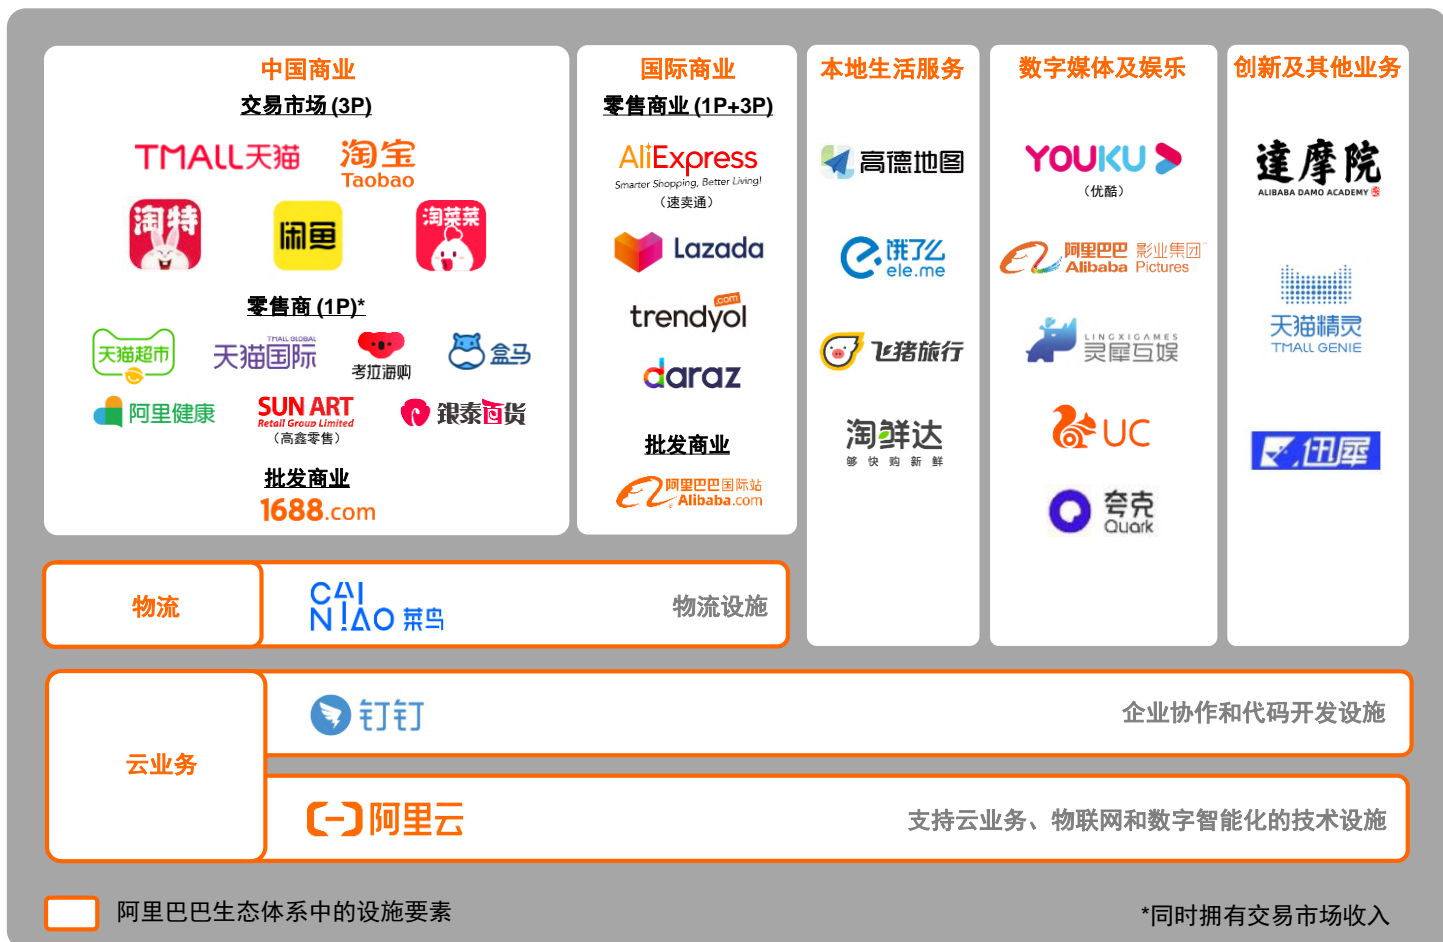 中国商业
交易市场 (3P)
TMALL天猫
淘宝
Taobao
淘特
闲鱼
淘菜菜
零售商 (1P)*
天猫超市
TMALL GLOBAL
天猫国际
考拉海购
盒马
阿里健康
SUN ART
Retail Group Limited
（高鑫零售）
银泰百货
批发商业
1688.com
国际商业
零售商业 (1P+3P)
AliExpress
Smarter Shopping, Better Living!
（速卖通）
Lazada
trendyol
.com
daraz
批发商业
阿里巴巴国际站
Alibaba.com
本地生活服务
高德地图
饿了么
ele.me
飞猪旅行
淘鲜达
够快购新鲜
数字媒体及娱乐
YOUKU
（优酷）
阿里巴巴 影业集团
Alibaba Pictures
LINGXIGAMES
灵犀互娱
UC
夸克
Quark
创新及其他业务
達摩院
ALIBABA DAMO ACADEMY
天猫精灵
TMALL GENIE
迅犀
物流
CAI
NIAO 菜鸟
物流设施
云业务
钉钉
企业协作和代码开发设施
阿里云
支持云业务、物联网和数字智能化的技术设施
阿里巴巴生态体系中的设施要素
*同时拥有交易市场收入